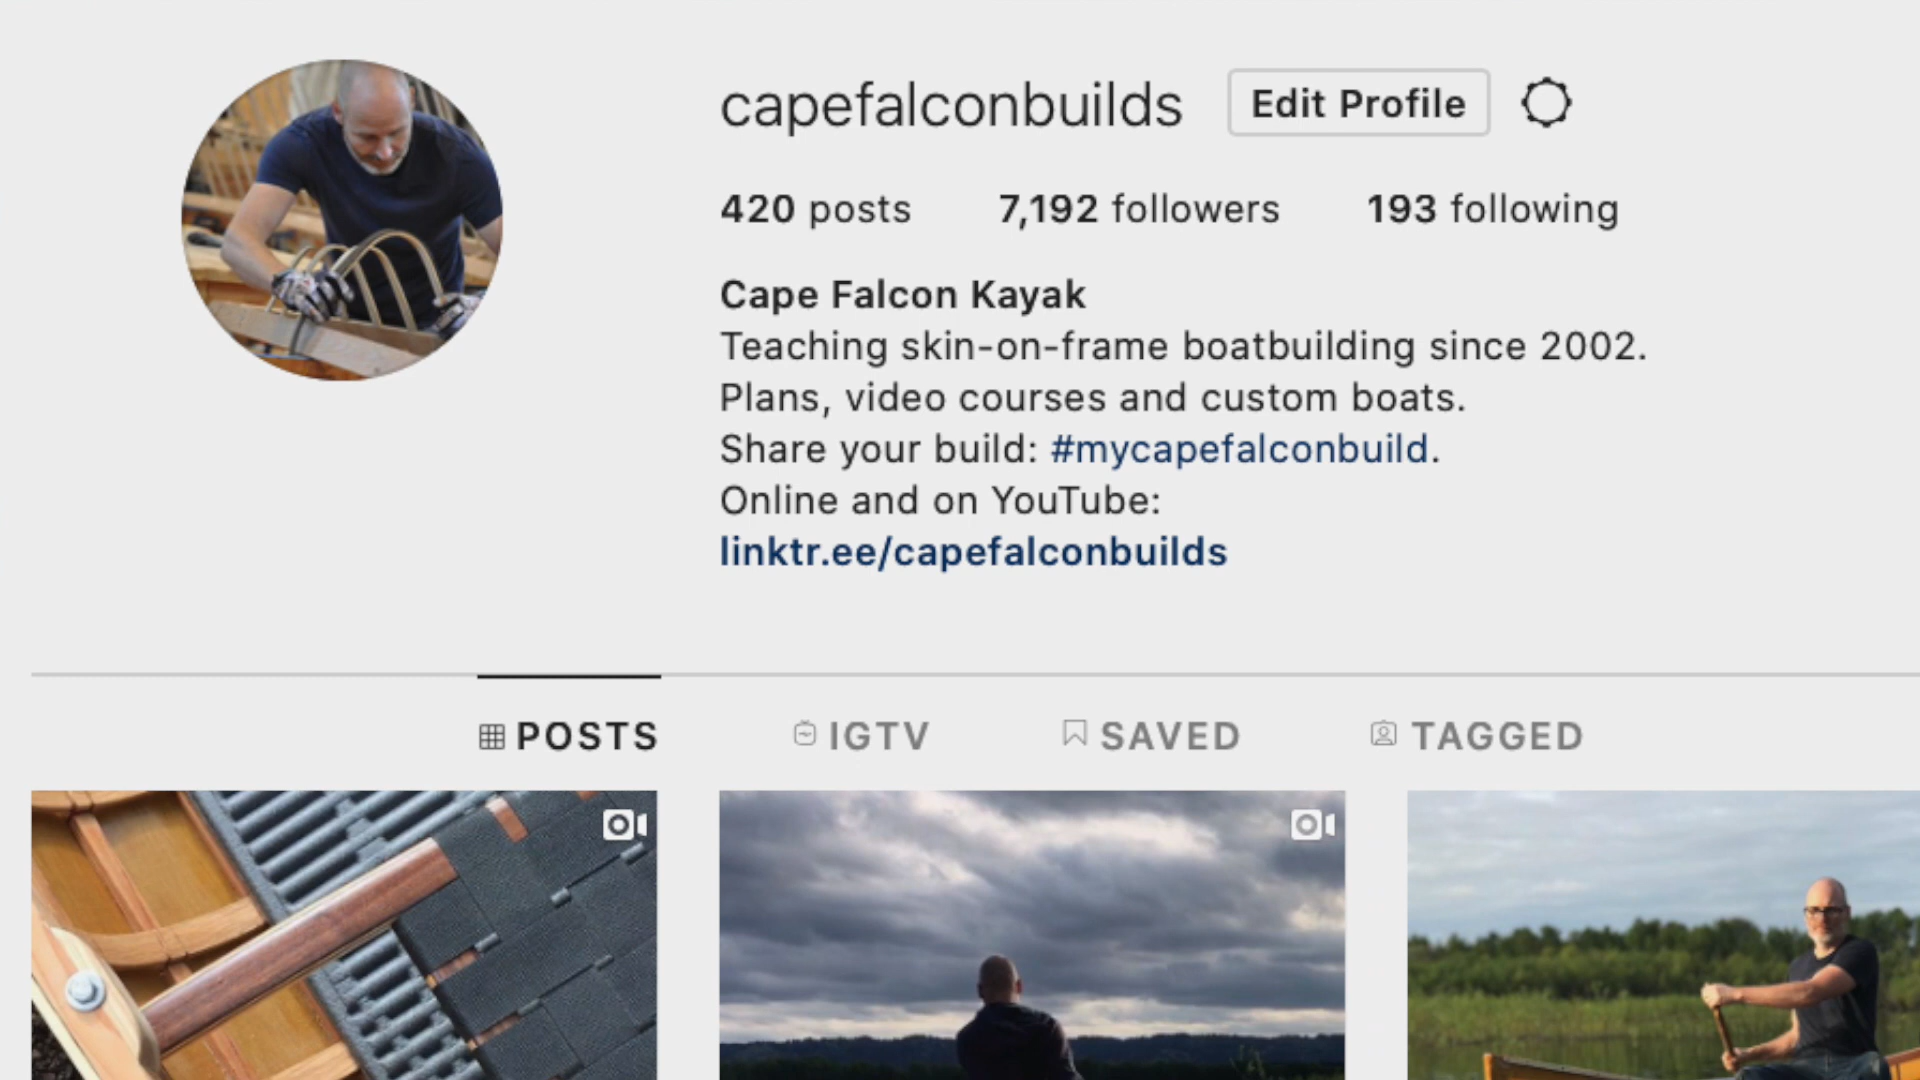 capefalconbuilds Edit Profile
420 posts 7,192 followers 193 following
Cape Falcon Kayak
Teaching skin-on-frame boatbuilding since 2002.
Plans, video courses and custom boats.
Share your build: #mycapefalconbuild.
Online and on YouTube:
linktr.ee/capefalconbuilds
POSTS IGTV SAVED TAGGED